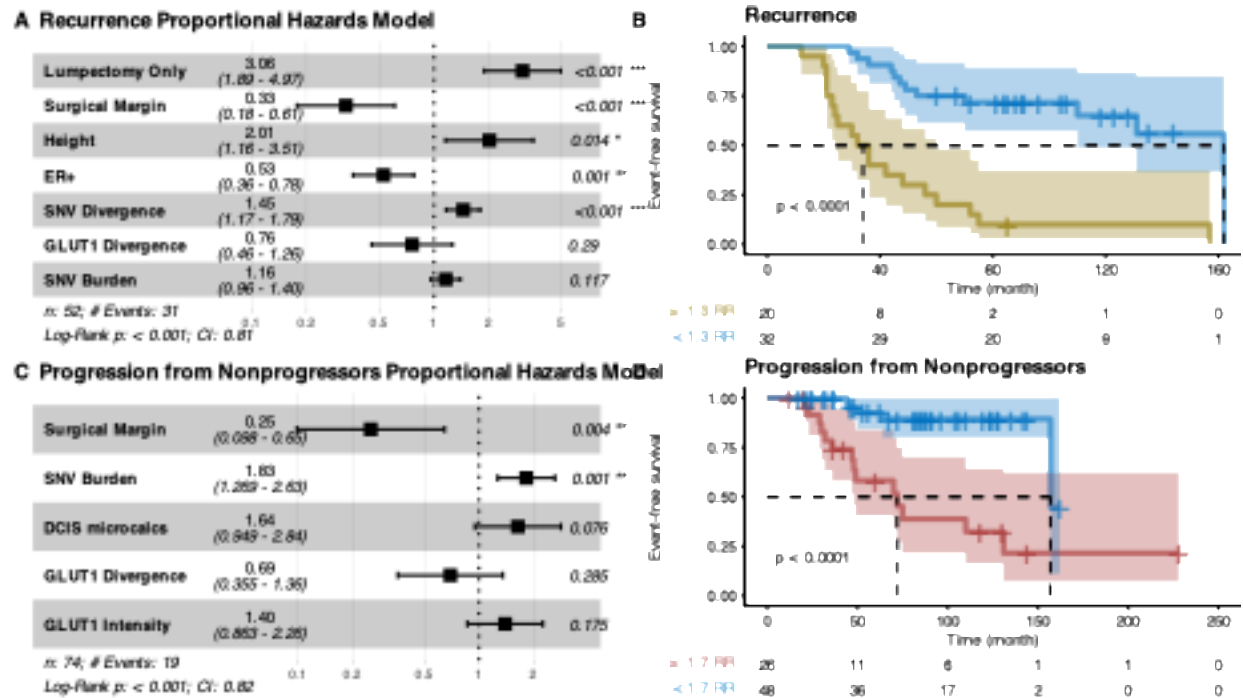 A Recurrence Proportional Hazards Model
Lumpectomy Only 3.06 <0.001 ***
(1.89 - 4.97)
Surgical Margin 0.33 <0.001 ***
(0.18 - 0.61)
Height 2.01 0.014 *
(1.16 - 3.51)
ER+ 0.53 0.001 **
(0.36 - 0.78)
SNV Divergence 1.45 <0.001 ***
(1.17 - 1.79)
GLUT1 Divergence 0.76 0.29
(0.46 - 1.26)
SNV Burden 1.16 0.117
(0.96 - 1.40)
n: 52; # Events: 31
Log-Rank p: < 0.001; CI: 0.81
0.1 0.2 0.5 1 2 5
B Recurrence
Event-free survival
1.00
0.75
0.50
0.25
0.00
p < 0.0001
0 40 80 120 160
Time (month)
1.3 RR 20 8 2 1 0
< 1.3 RR 32 29 20 9 1
C Progression from Nonprogressors Proportional Hazards Model
Surgical Margin 0.25 0.004 **
(0.098 - 0.65)
SNV Burden 1.83 0.001 **
(1.269 - 2.63)
DCIS microcalcs 1.64 0.076
(0.949 - 2.84)
GLUT1 Divergence 0.69 0.285
(0.355 - 1.36)
GLUT1 Intensity 1.40 0.175
(0.863 - 2.26)
n: 74; # Events: 19
Log-Rank p: < 0.001; CI: 0.82
0.1 0.2 0.5 1 2
D Progression from Nonprogressors
Event-free survival
1.00
0.75
0.50
0.25
0.00
p < 0.0001
0 50 100 150 200 250
Time (month)
1.7 RR 26 11 6 1 1 0
< 1.7 RR 48 36 17 2 0 0